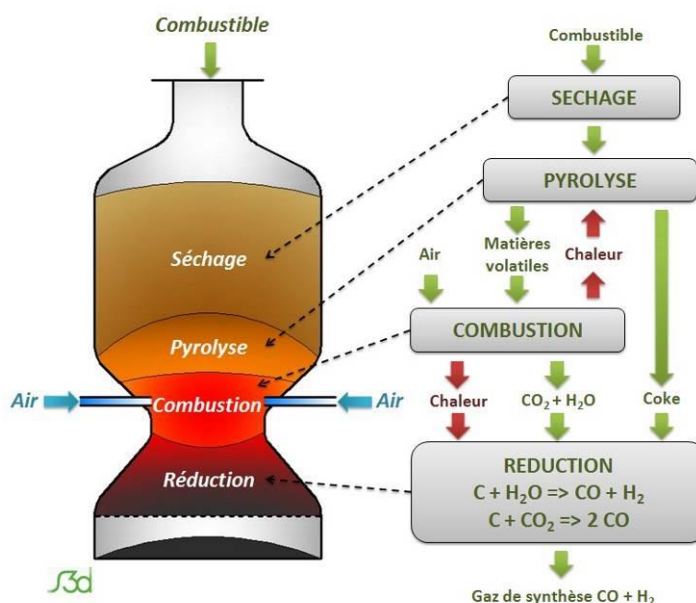 Combustible
Séchage
Pyrolyse
Air
Combustion
Air
Réduction
S3d
Combustible
SECHAGE
PYROLYSE
Air
Matières
volatiles
Chaleur
COMBUSTION
Chaleur
CO₂ + H₂O
Coke
REDUCTION
C + H₂O => CO + H₂
C + CO₂ => 2 CO
Gaz de synthèse CO + H₂